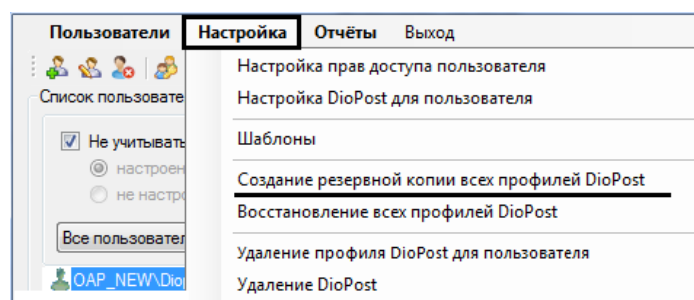 Пользователи Настройка Отчёты Выход
Настройка прав доступа пользователя
Список пользовате
Настройка DioPost для пользователя
Не учитывать
Шаблоны
настроен
Создание резервной копии всех профилей DioPost
не настро
Восстановление всех профилей DioPost
Все пользовател
Удаление профиля DioPost для пользователя
OAP_NEW\Dio
Удаление DioPost